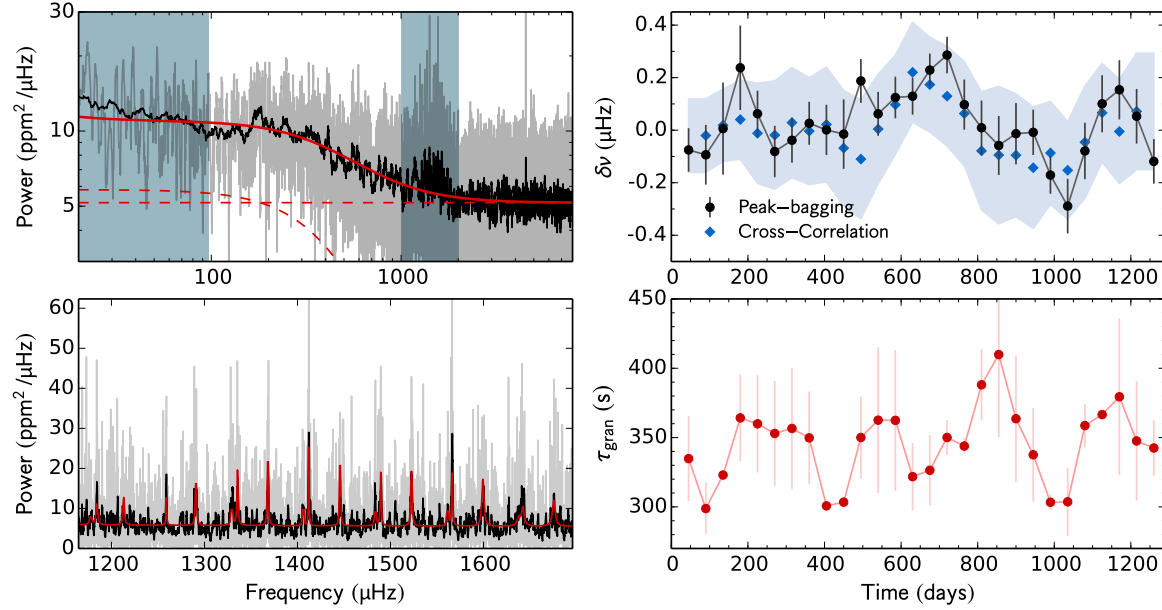 30
10
5
Power (ppm²/μHz)
100
1000
0.4
0.2
0.0
-0.2
-0.4
δν (μHz)
Peak−bagging
Cross−Correlation
0 200 400 600 800 1000 1200
60
50
40
30
20
10
0
Power (ppm²/μHz)
1200 1300 1400 1500 1600
Frequency (μHz)
450
400
350
300
τgran (s)
0 200 400 600 800 1000 1200
Time (days)